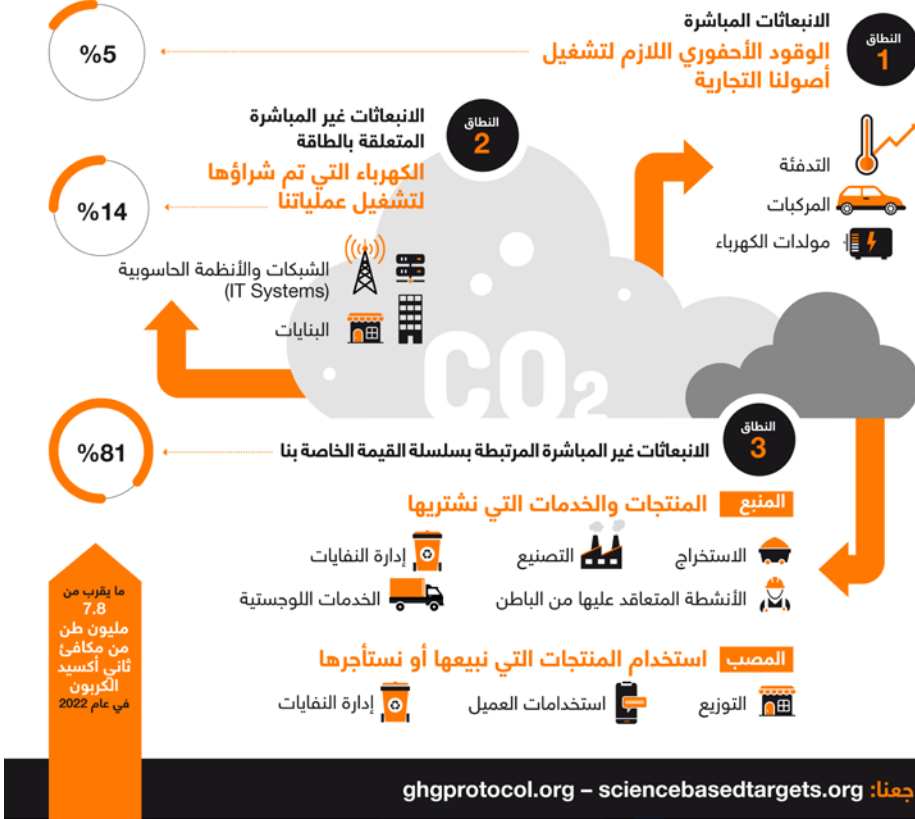 النطاق
1
الانبعاثات المباشرة
الوقود الأحفوري اللازم لتشغيل
أصولنا التجارية
%5
التدفئة
المركبات
مولدات الكهرباء
النطاق
2
الانبعاثات غير المباشرة
المتعلقة بالطاقة
الكهرباء التي تم شراؤها
لتشغيل عملياتنا
%14
الشبكات والأنظمة الحاسوبية
(IT Systems)
البنايات
CO2
النطاق
3
الانبعاثات غير المباشرة المرتبطة بسلسلة القيمة الخاصة بنا
%81
المنبع المنتجات والخدمات التي نشتريها
الاستخراج
التصنيع
إدارة النفايات
الأنشطة المتعاقد عليها من الباطن
الخدمات اللوجستية
المصب استخدام المنتجات التي نبيعها أو نستأجرها
التوزيع
استخدامات العميل
إدارة النفايات
ما يقرب من
7.8
مليون طن
من مكافئ
ثاني أكسيد
الكربون
في عام 2022
جعنا: ghgprotocol.org – sciencebasedtargets.org